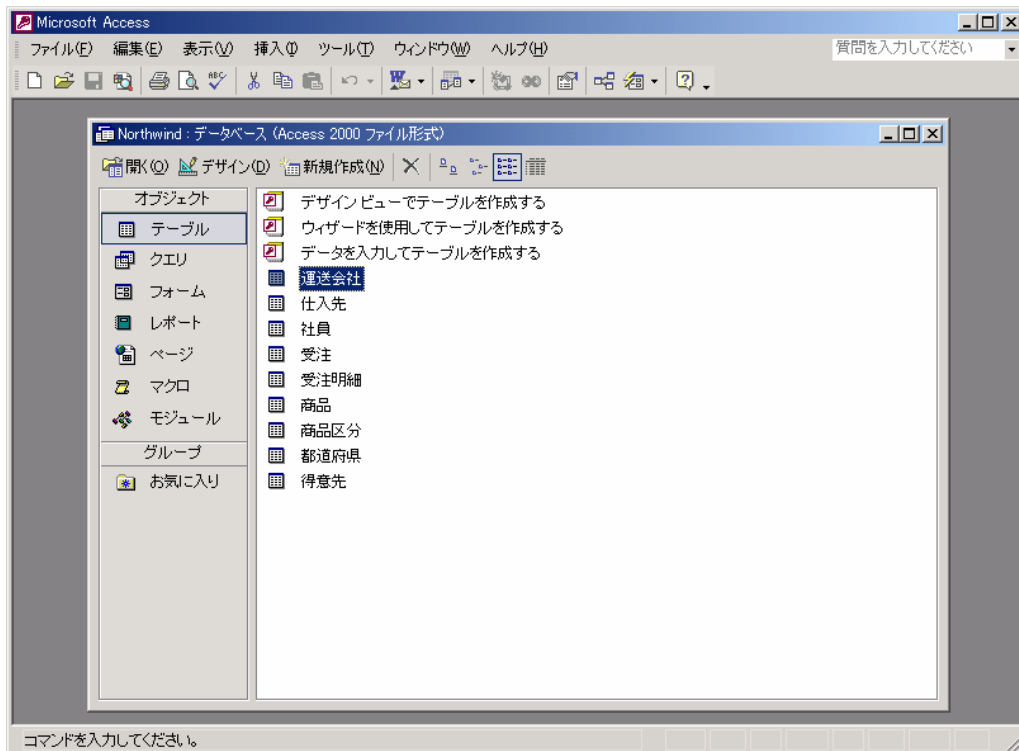 Microsoft Access
ファイル(F) 編集(E) 表示(V) 挿入(I) ツール(T) ウィンドウ(W) ヘルプ(H) 質問を入力してください
Northwind : データベース (Access 2000 ファイル形式)
開く(O) デザイン(D) 新規作成(N)
オブジェクト
テーブル
クエリ
フォーム
レポート
ページ
マクロ
モジュール
グループ
お気に入り
デザイン ビューでテーブルを作成する
ウィザードを使用してテーブルを作成する
データを入力してテーブルを作成する
運送会社
仕入先
社員
受注
受注明細
商品
商品区分
都道府県
得意先
コマンドを入力してください。